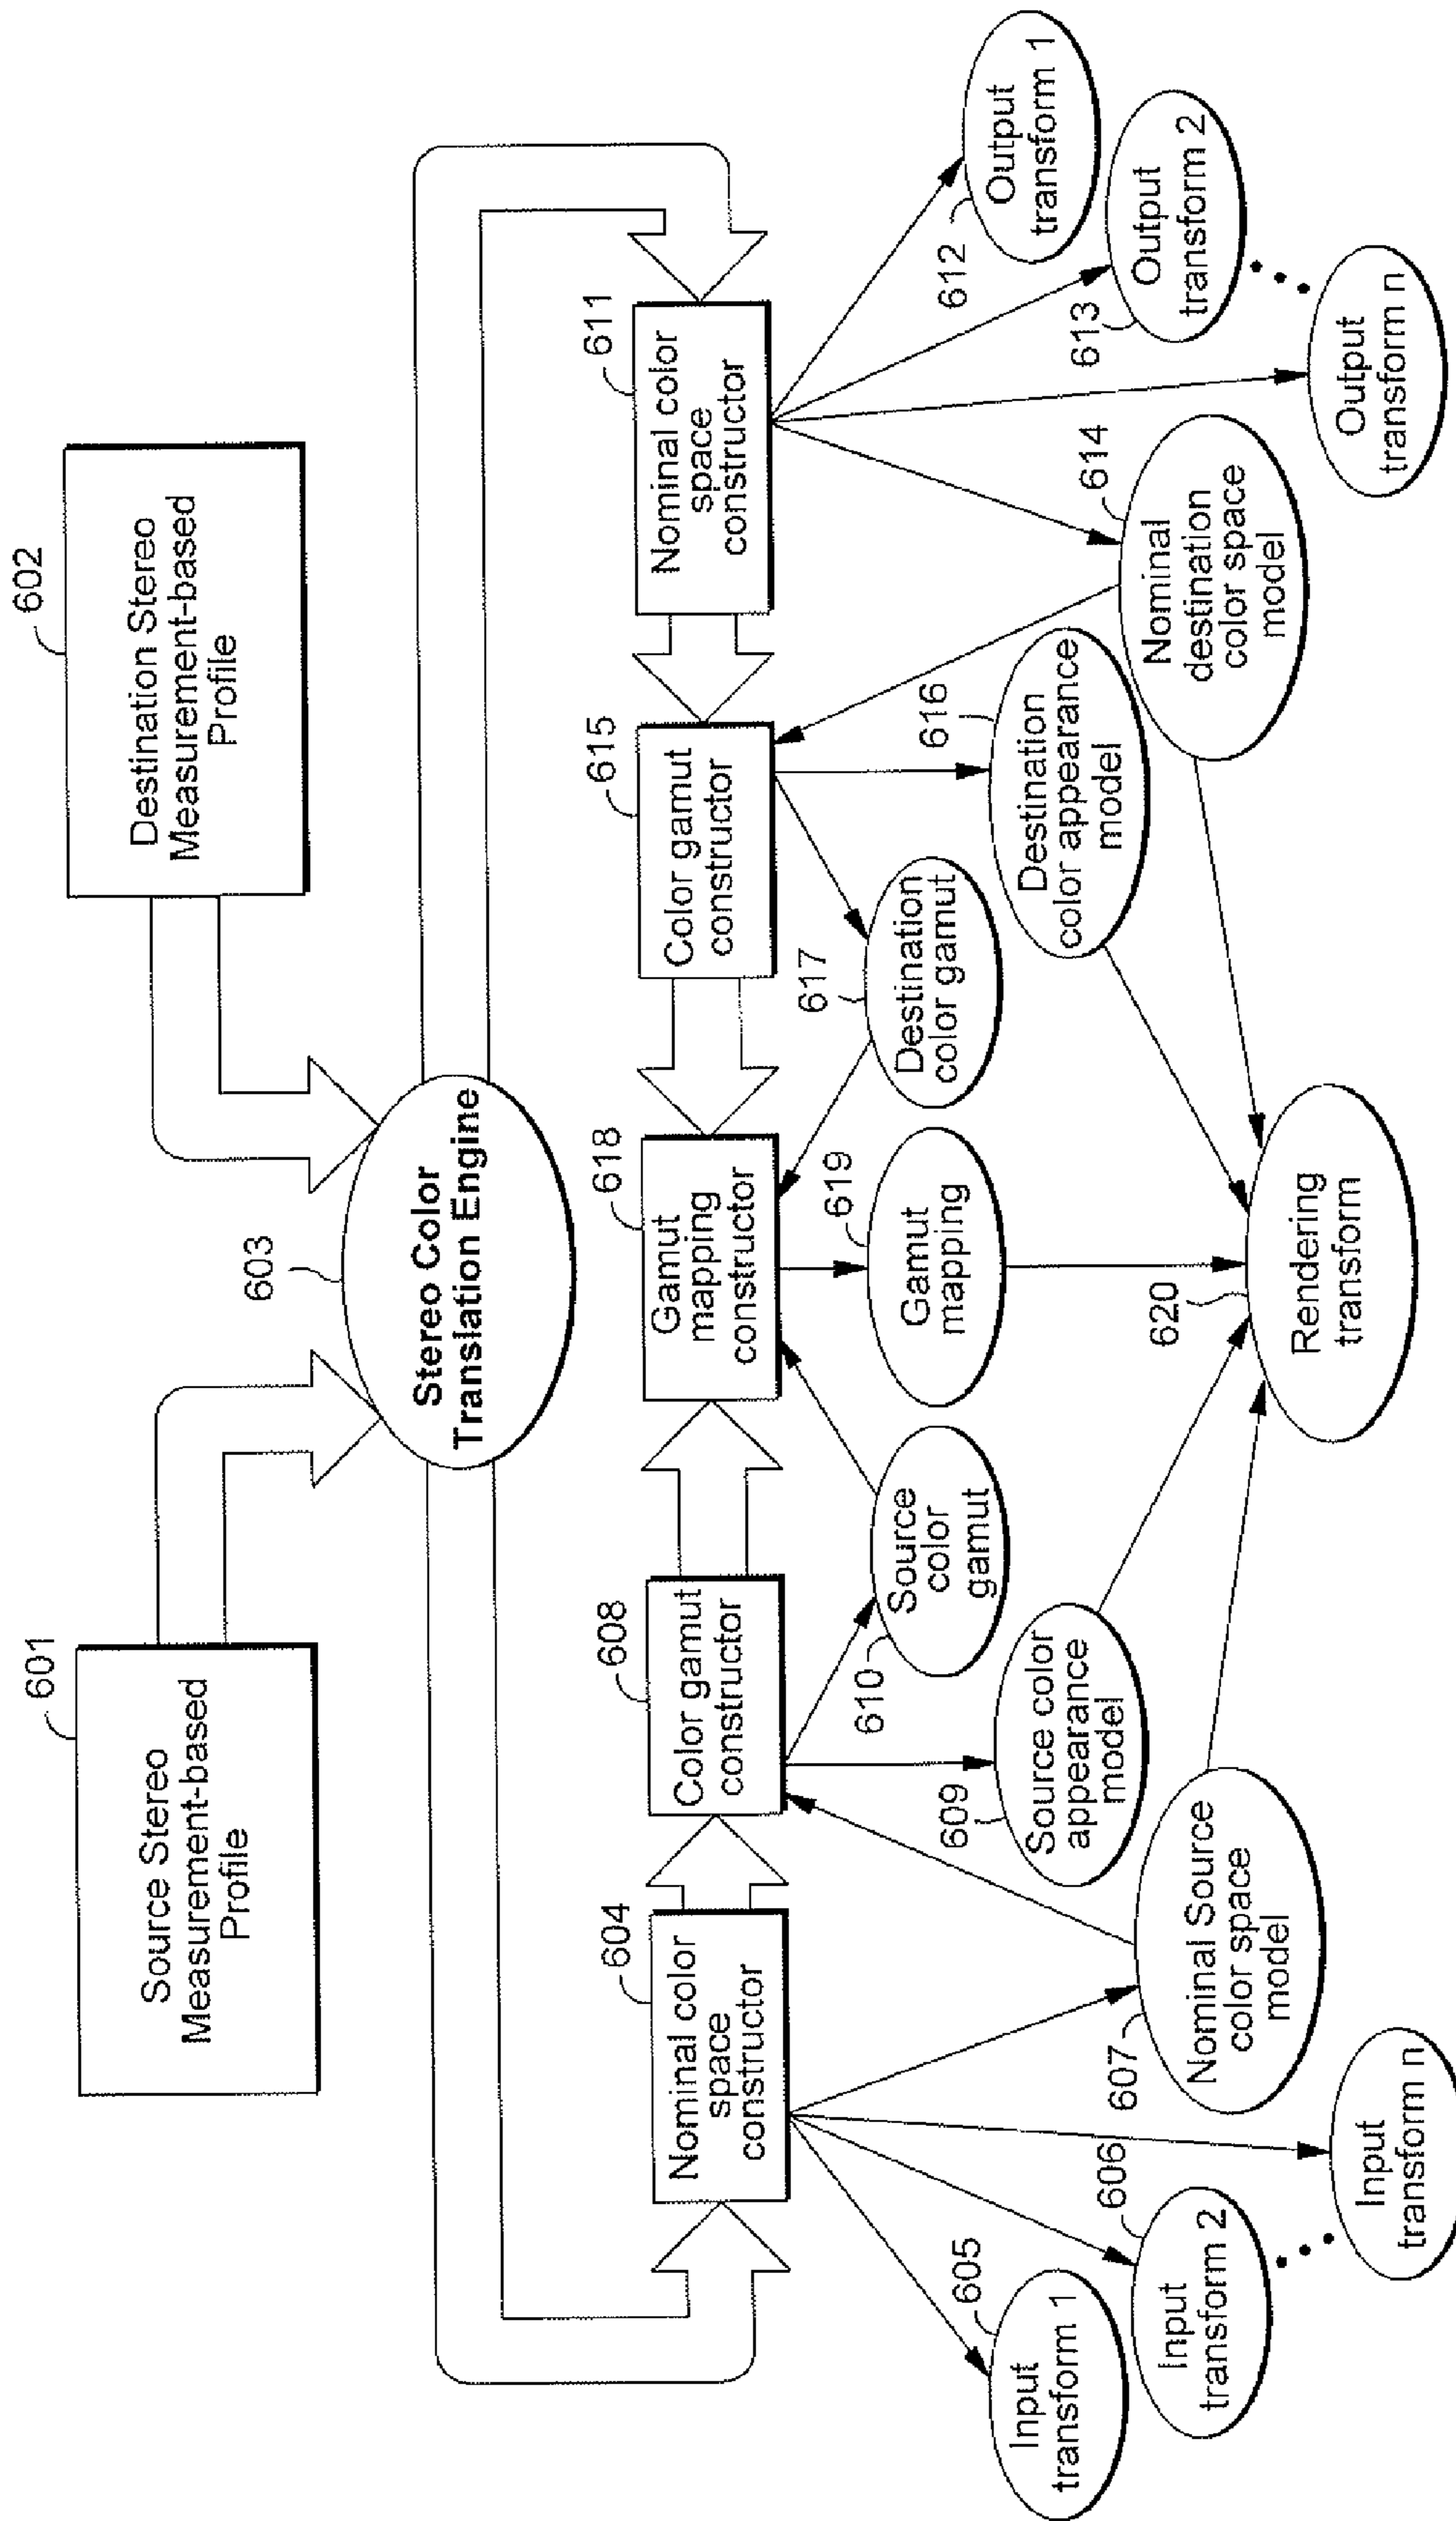 601
Source Stereo
Measurement-based
Profile
602
Destination Stereo
Measurement-based
Profile
603
Stereo Color
Translation Engine
604
Nominal color
space
constructor
608
Color gamut
constructor
618
Gamut
mapping
constructor
615
Color gamut
constructor
611
Nominal color
space
constructor
605
Input
transform 1
606
Input
transform 2
Input
transform n
607
Nominal Source
color space
model
609
Source color
appearance
model
610
Source
color
gamut
619
Gamut
mapping
617
Destination
color gamut
616
Destination
color appearance
model
614
Nominal
destination
color space
model
612
Output
transform 1
613
Output
transform 2
Output
transform n
620
Rendering
transform